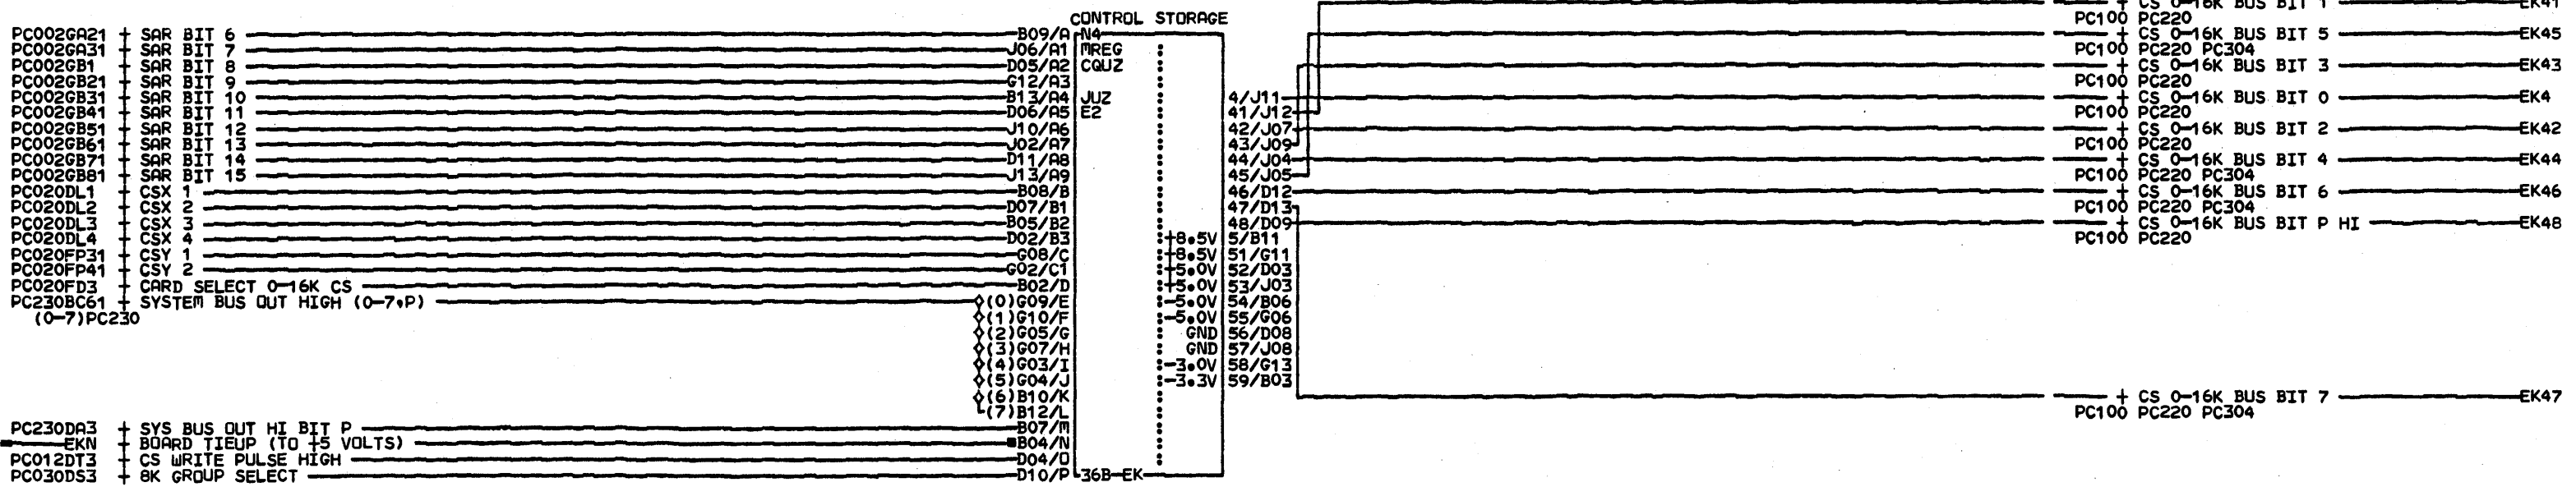 CONTROL STORAGE
PC002GA21 + SAR BIT 6 B09/A N4
PC002GA31 + SAR BIT 7 J06/A1 MREG
PC002GB1 + SAR BIT 8 D05/A2 CQUZ
PC002GB21 + SAR BIT 9 G12/A3
PC002GB31 + SAR BIT 10 B13/A4 JUZ
PC002GB41 + SAR BIT 11 D06/A5 E2
PC002GB51 + SAR BIT 12 J10/A6
PC002GB61 + SAR BIT 13 J02/A7
PC002GB71 + SAR BIT 14 D11/A8
PC002GB81 + SAR BIT 15 J13/A9
PC020DL1 + CSX 1 B08/B
PC020DL2 + CSX 2 D07/B1
PC020DL3 + CSX 3 B05/B2
PC020DL4 + CSX 4 D02/B3
PC020FP31 + CSY 1 G08/C
PC020FP41 + CSY 2 G02/C1
PC020FD3 + CARD SELECT 0-16K CS B02/D
PC230BC61 + SYSTEM BUS OUT HIGH (0-7,P) (0)G09/E
(0-7)PC230 (1)G10/F
(2)G05/G
(3)G07/H
(4)G03/I
(5)G04/J
(6)B10/K
(7)B12/L
PC230DA3 + SYS BUS OUT HI BIT P B07/M
EKN + BOARD TIEUP (TO +5 VOLTS) B04/N
PC012DT3 + CS WRITE PULSE HIGH D04/O
PC030DS3 + 8K GROUP SELECT D10/P 36B-EK
4/J11
41/J12
42/J07
43/J09
44/J04
45/J05
46/D12
47/D13
48/D09
+8.5V 5/B11
+8.5V 51/G11
+5.0V 52/D03
+5.0V 53/J03
-5.0V 54/B06
-5.0V 55/G06
GND 56/D08
GND 57/J08
-3.0V 58/G13
-3.3V 59/B03
+ CS 0-16K BUS BIT 1 EK41
PC100 PC220
+ CS 0-16K BUS BIT 5 EK45
PC100 PC220 PC304
+ CS 0-16K BUS BIT 3 EK43
PC100 PC220
+ CS 0-16K BUS BIT 0 EK4
PC100 PC220
+ CS 0-16K BUS BIT 2 EK42
PC100 PC220
+ CS 0-16K BUS BIT 4 EK44
PC100 PC220 PC304
+ CS 0-16K BUS BIT 6 EK46
PC100 PC220 PC304
+ CS 0-16K BUS BIT P HI EK48
PC100 PC220
+ CS 0-16K BUS BIT 7 EK47
PC100 PC220 PC304